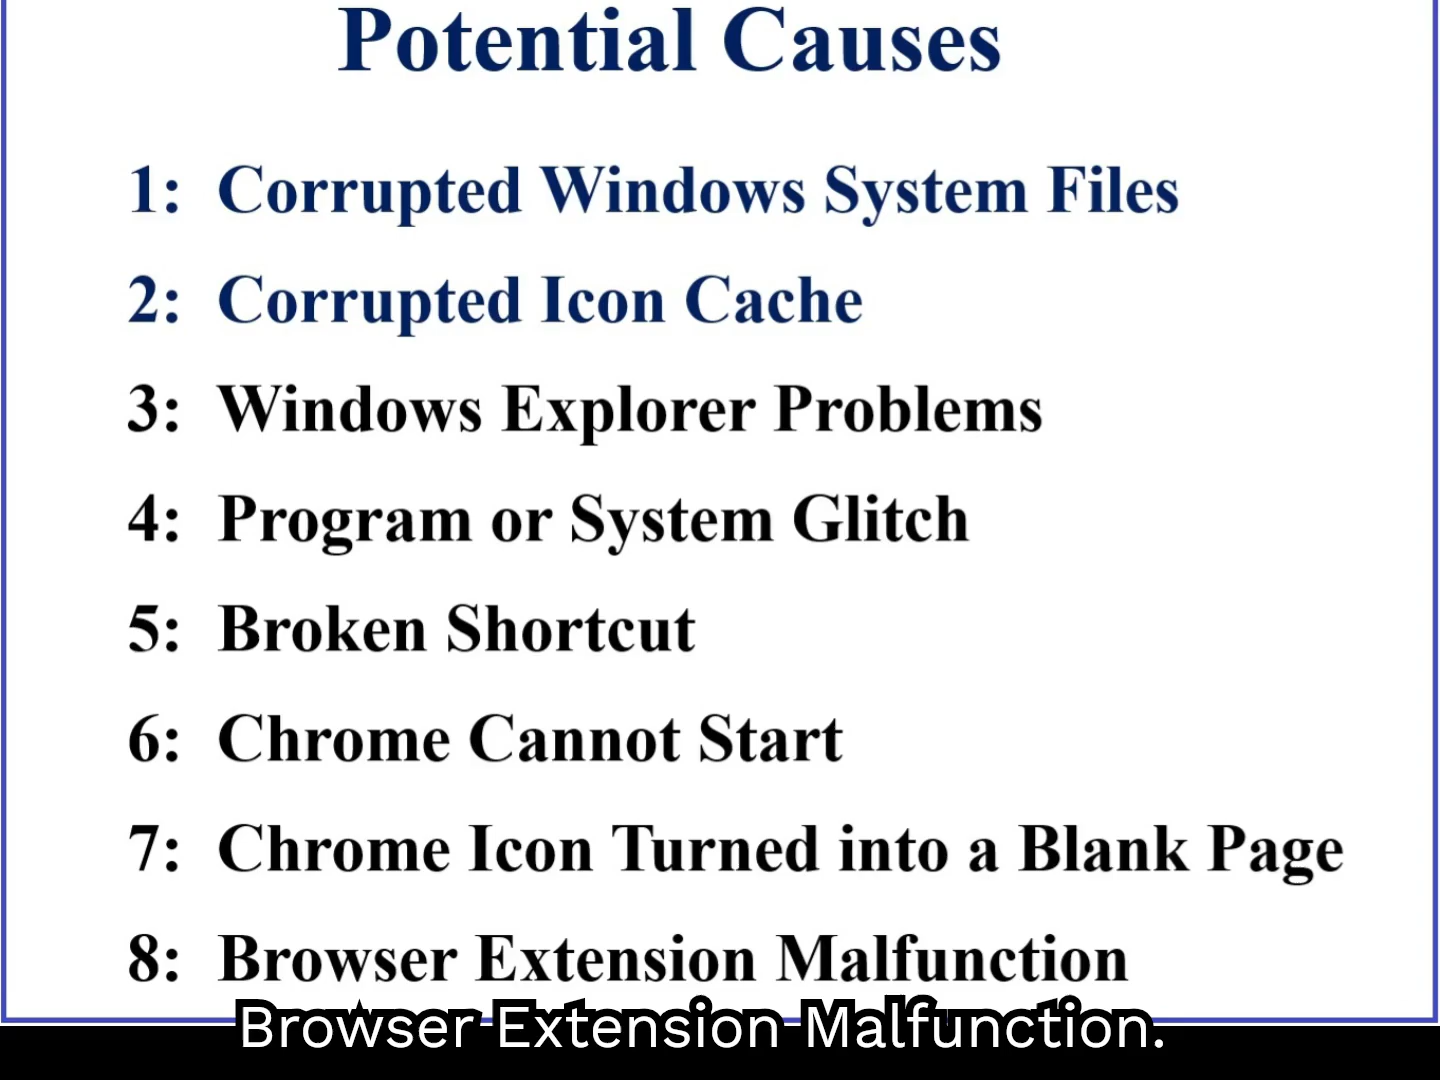 Potential Causes
1: Corrupted Windows System Files
2: Corrupted Icon Cache
3: Windows Explorer Problems
4: Program or System Glitch
5: Broken Shortcut
6: Chrome Cannot Start
7: Chrome Icon Turned into a Blank Page
8: Browser Extension Malfunction
Browser Extension Malfunction.